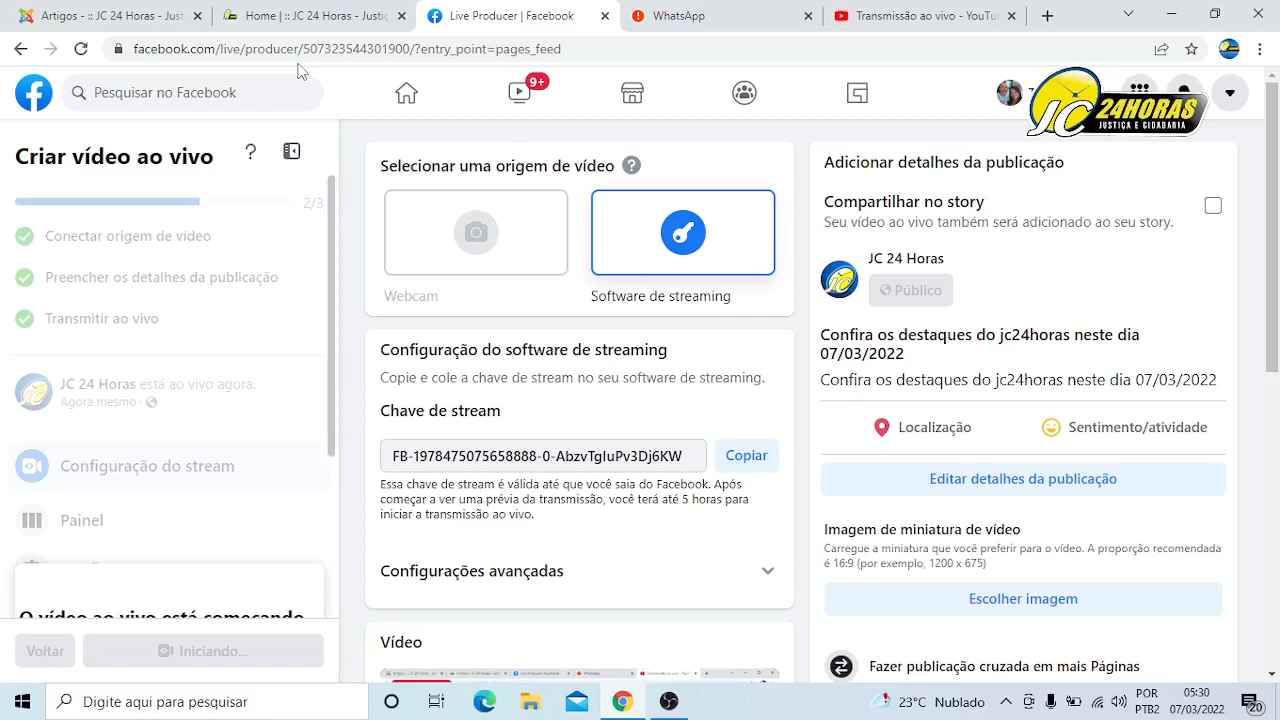 Artigos - JC 24 Horas
Home | JC 24 Horas - Justiç
Live Producer | Facebook
WhatsApp
Transmissão ao vivo - YouTu
facebook.com/live/producer/507323544301900/?entry_point=pages_feed
Pesquisar no Facebook
9+
JC 24HORAS
JUSTIÇA E CIDADANIA
Criar vídeo ao vivo
2/3
Conectar origem de vídeo
Preencher os detalhes da publicação
Transmitir ao vivo
JC 24 Horas está ao vivo agora.
Agora mesmo ·
Configuração do stream
Painel
O vídeo ao vivo está começando
Voltar
Iniciando...
Selecionar uma origem de vídeo
Webcam
Software de streaming
Configuração do software de streaming
Copie e cole a chave de stream no seu software de streaming.
Chave de stream
FB-1978475075658888-0-AbzvTgIuPv3Dj6KW
Copiar
Essa chave de stream é válida até que você saia do Facebook. Após
começar a ver uma prévia da transmissão, você terá até 5 horas para
iniciar a transmissão ao vivo.
Configurações avançadas
Vídeo
Adicionar detalhes da publicação
Compartilhar no story
Seu vídeo ao vivo também será adicionado ao seu story.
JC 24 Horas
Público
Confira os destaques do jc24horas neste dia
07/03/2022
Confira os destaques do jc24horas neste dia 07/03/2022
Localização
Sentimento/atividade
Editar detalhes da publicação
Imagem de miniatura de vídeo
Carregue a miniatura que você preferir para o vídeo. A proporção recomendada
é 16:9 (por exemplo, 1200 x 675)
Escolher imagem
Fazer publicação cruzada em mais Páginas
Digite aqui para pesquisar
23°C Nublado
POR
PTB2
05:30
07/03/2022
20